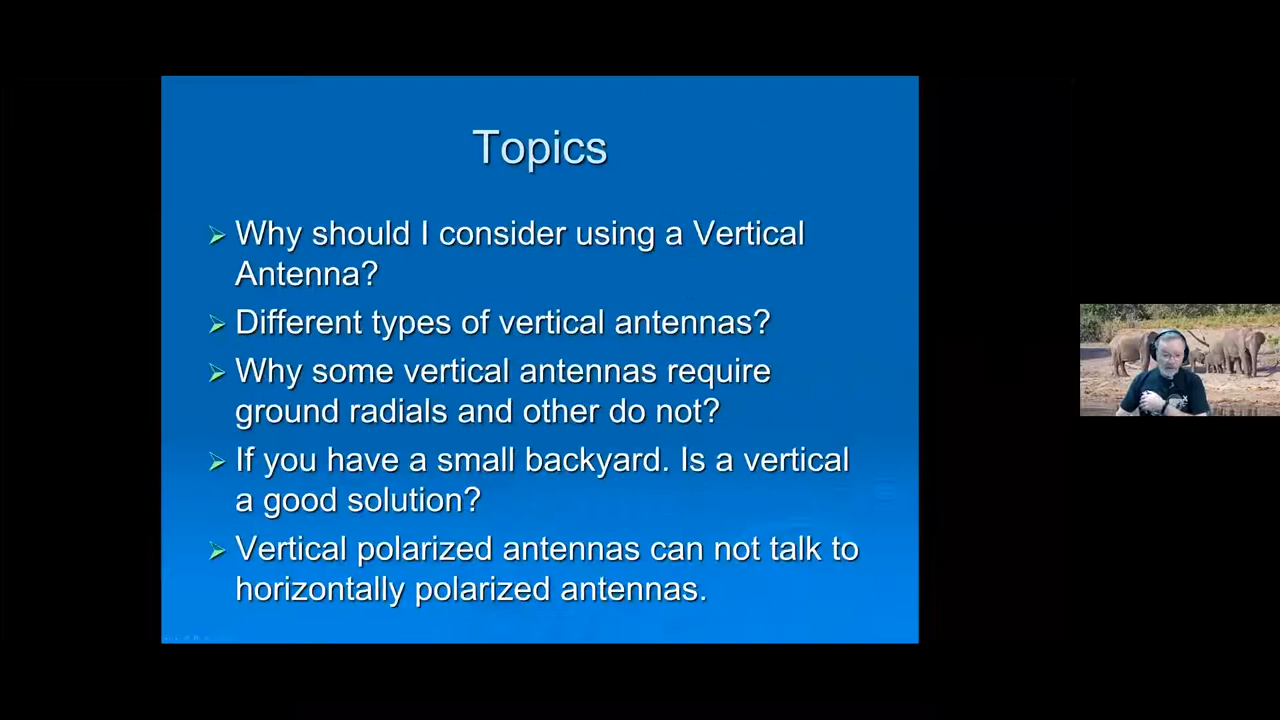 Topics
Why should I consider using a Vertical
Antenna?
Different types of vertical antennas?
Why some vertical antennas require
ground radials and other do not?
If you have a small backyard. Is a vertical
a good solution?
Vertical polarized antennas can not talk to
horizontally polarized antennas.